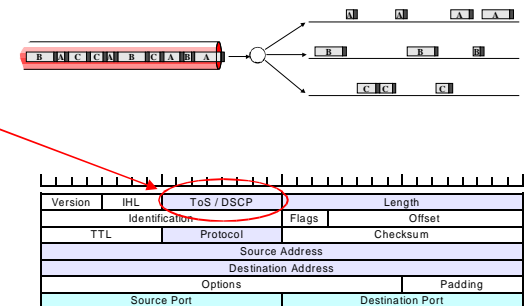 A A A A
B A C C A B C A B A
B B B
C C C
Version IHL ToS / DSCP Length
Identification Flags Offset
TTL Protocol Checksum
Source Address
Destination Address
Options Padding
Source Port Destination Port